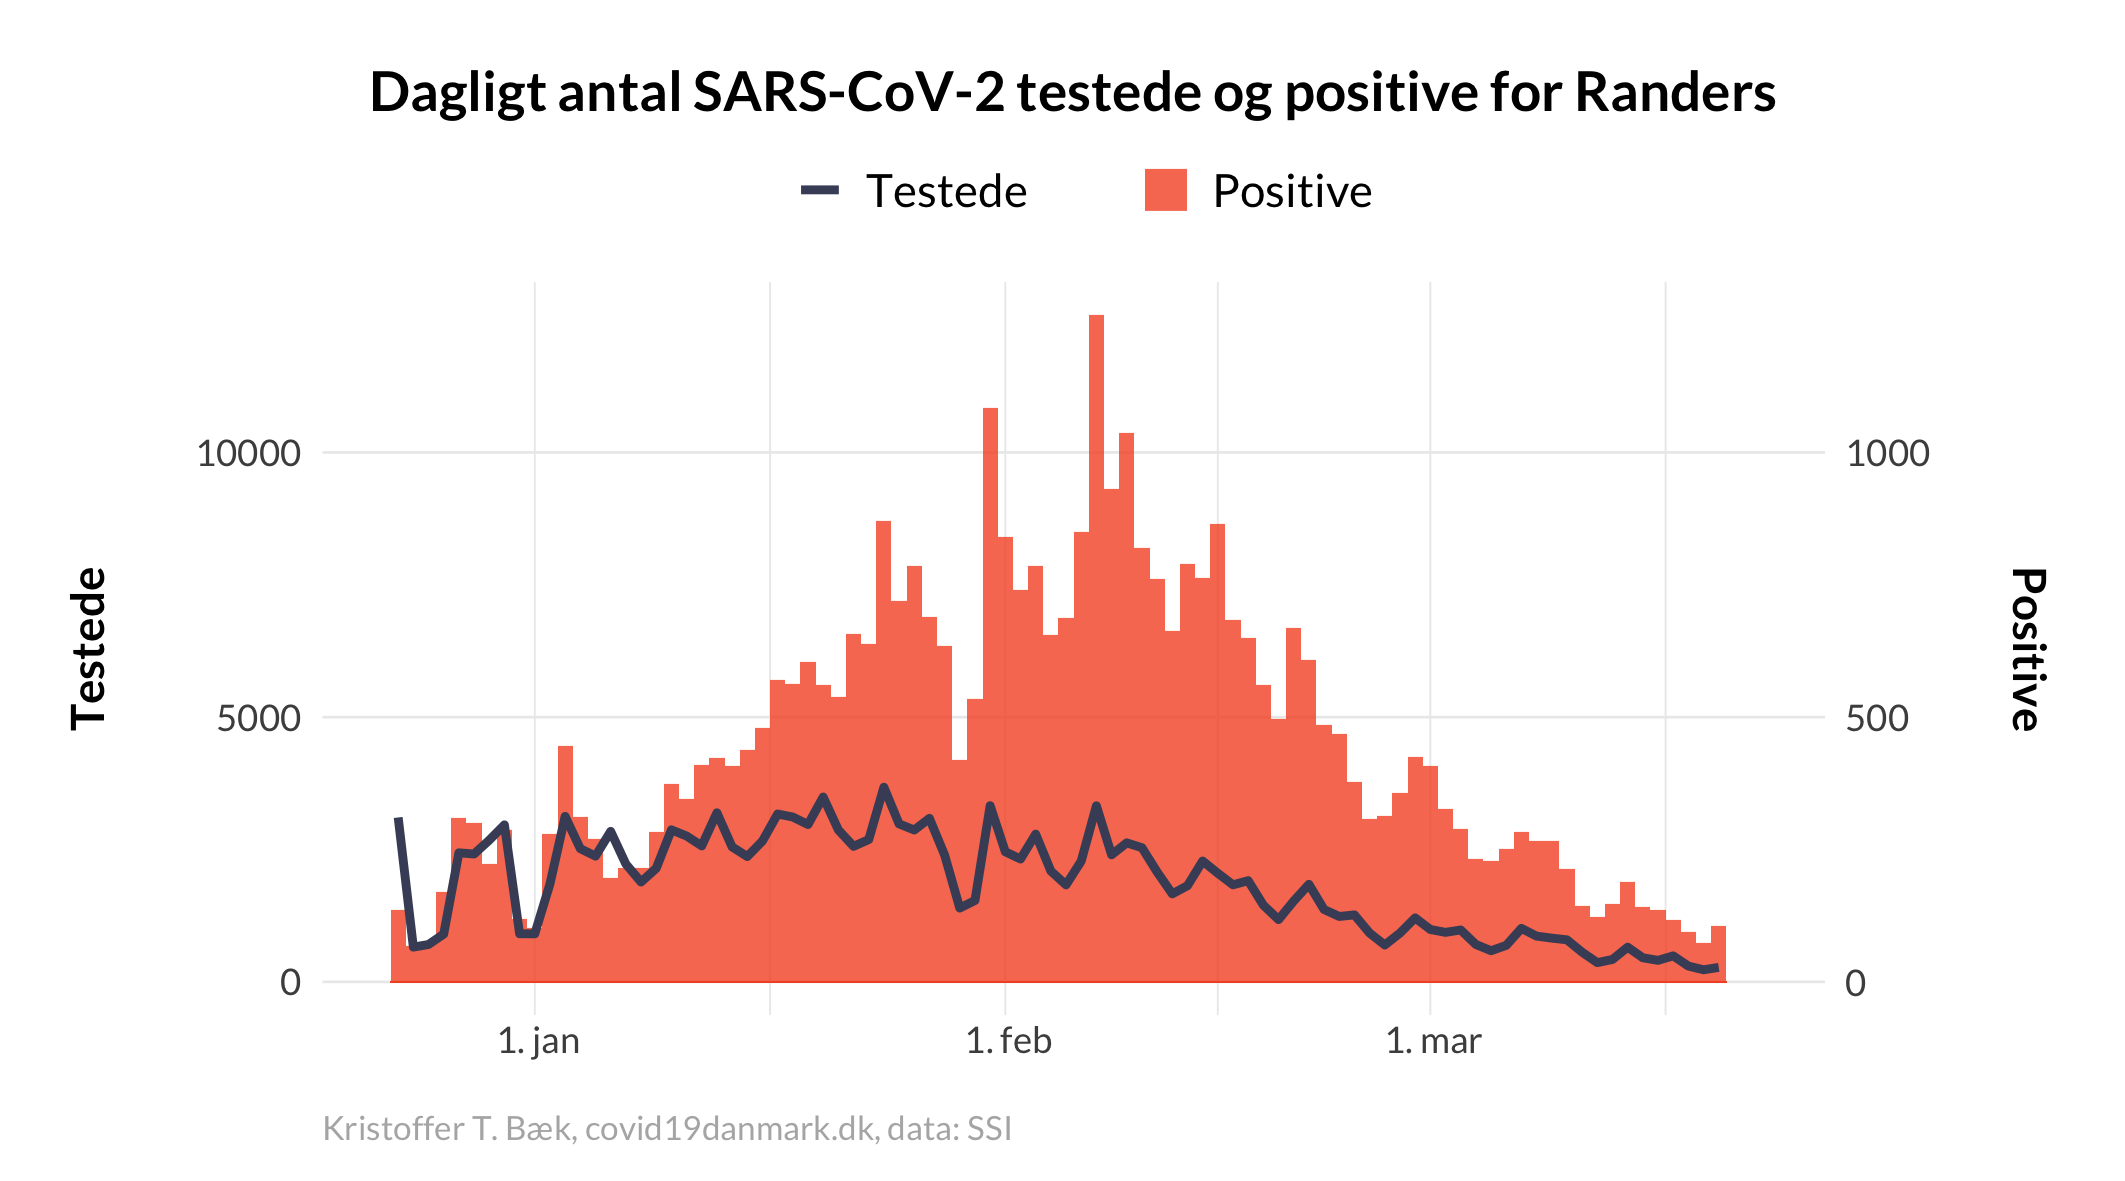 Dagligt antal SARS-CoV-2 testede og positive for Randers
Testede
Positive
10000
5000
0
Testede
1000
500
0
Positive
1. jan
1. feb
1. mar
Kristoffer T. Bæk, covid19danmark.dk, data: SSI